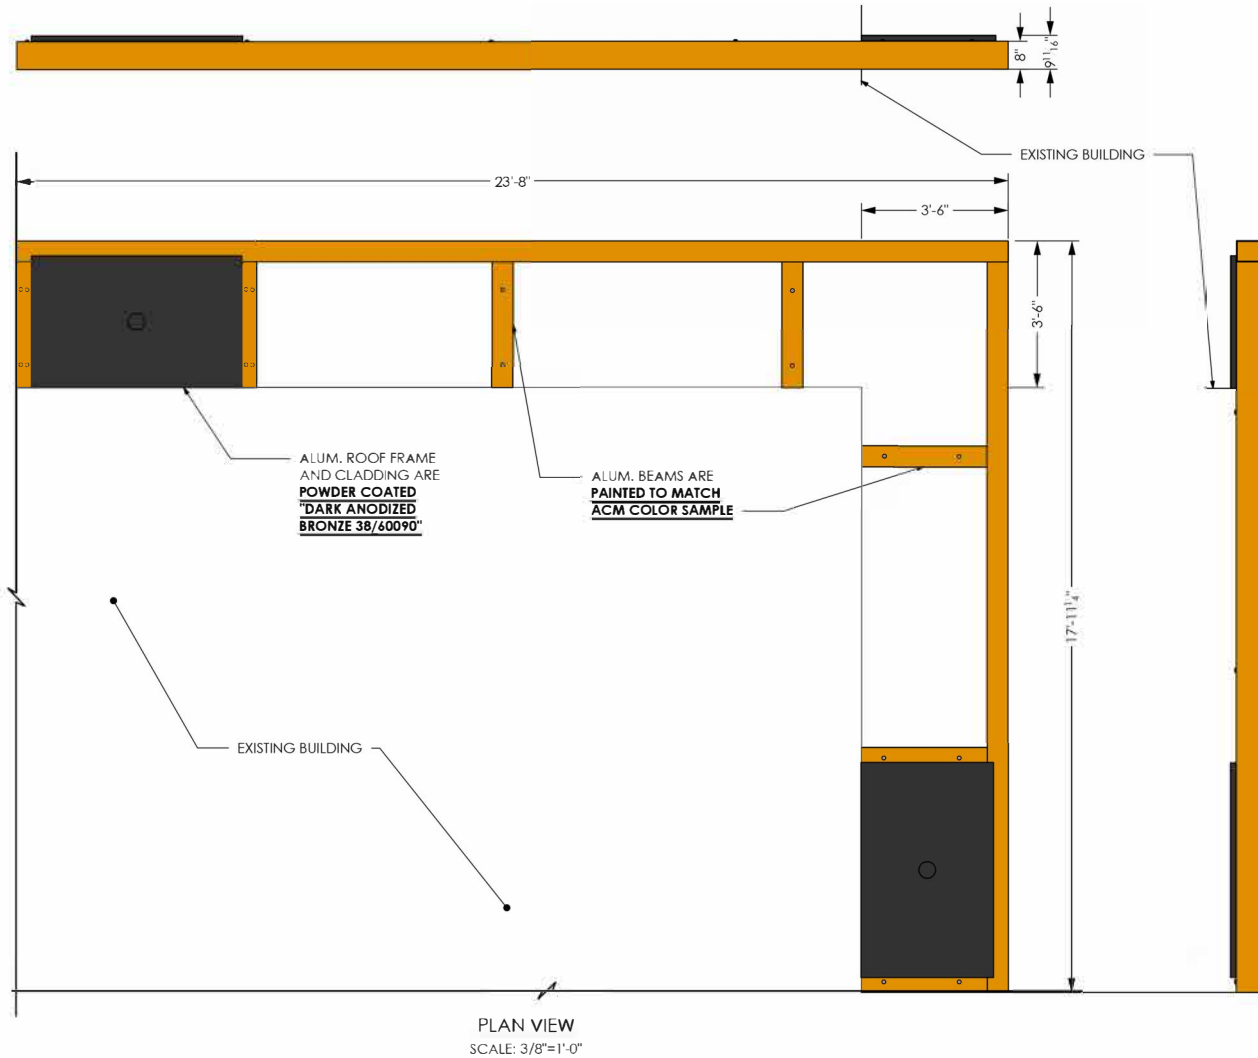 8"
9 11/16"
EXISTING BUILDING
23'-8"
3'-6"
3'-6"
17'-11 1/4"
ALUM. ROOF FRAME
AND CLADDING ARE
POWDER COATED
"DARK ANODIZED
BRONZE 38/60090"
ALUM. BEAMS ARE
PAINTED TO MATCH
ACM COLOR SAMPLE
EXISTING BUILDING
PLAN VIEW
SCALE: 3/8"=1'-0"